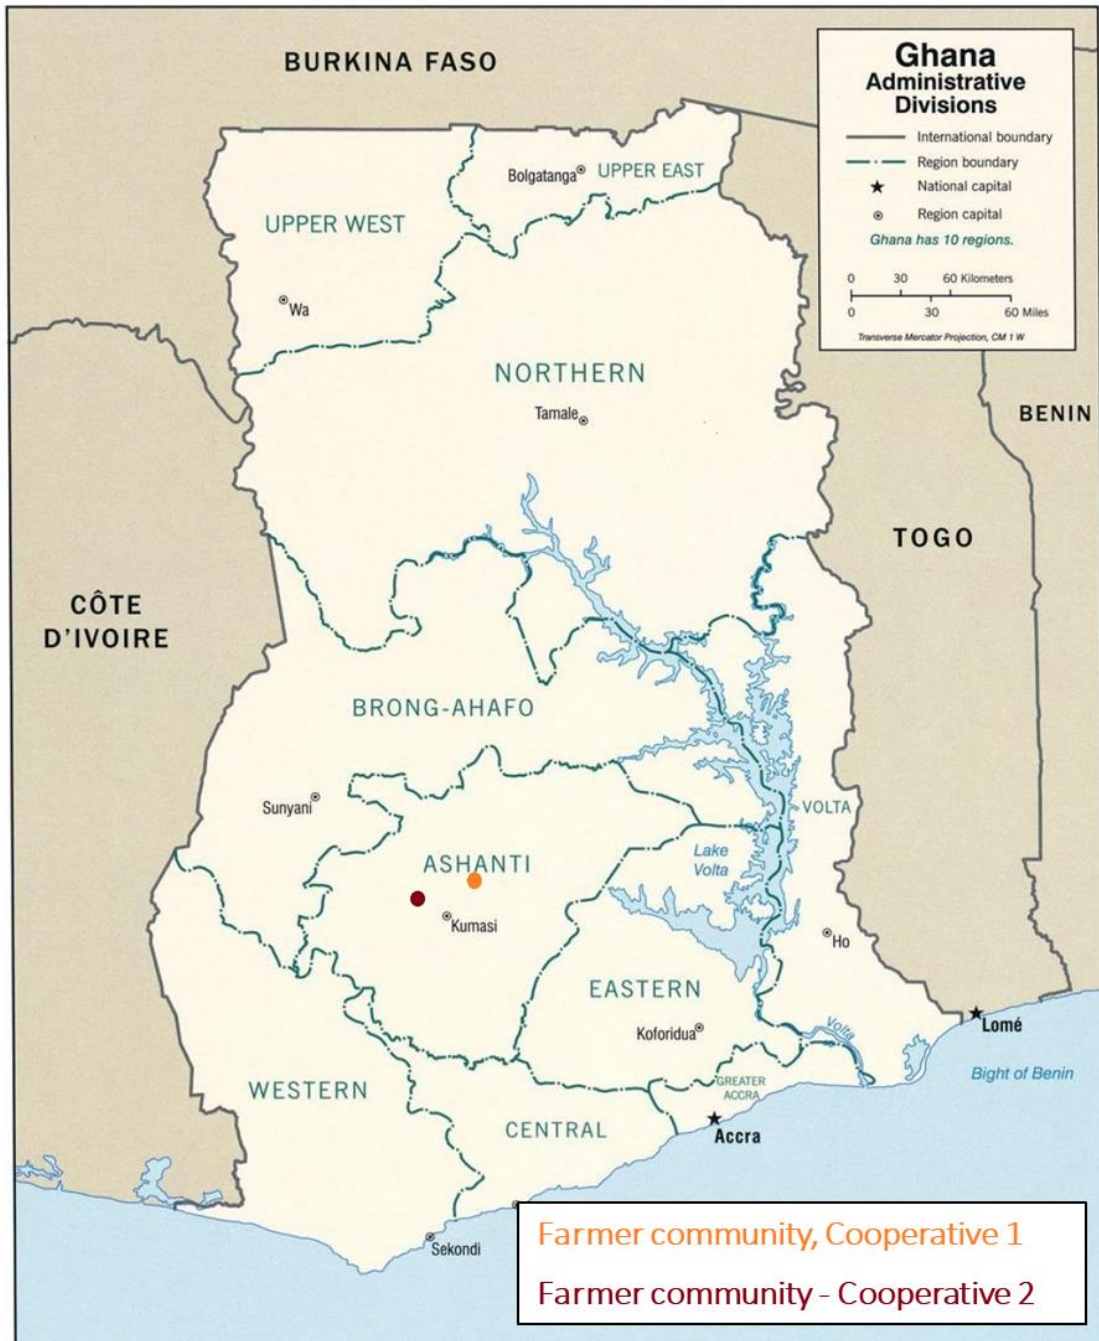 BURKINA FASO
Ghana
Administrative
Divisions
International boundary
Region boundary
National capital
Region capital
Ghana has 10 regions.
0 30 60 Kilometers
0 30 60 Miles
Transverse Mercator Projection, CM 1 W
Bolgatanga
UPPER EAST
UPPER WEST
Wa
NORTHERN
Tamale
BENIN
TOGO
CÔTE
D'IVOIRE
BRONG-AHAFO
Sunyani
VOLTA
ASHANTI
Lake
Volta
Kumasi
Ho
EASTERN
Koforidua
Volta
Lomé
WESTERN
GREATER
ACCRA
Bight of Benin
CENTRAL
Accra
Sekondi
Farmer community, Cooperative 1
Farmer community - Cooperative 2